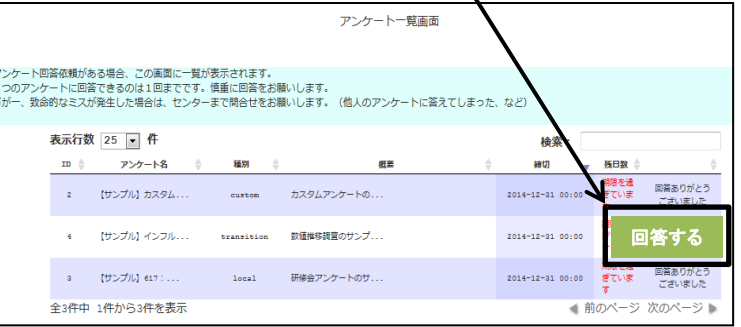 アンケート一覧画面
アンケート回答依頼がある場合、この画面に一覧が表示されます。
つのアンケートに回答できるのは1回までです。慎重に回答をお願いします。
が一、致命的なミスが発生した場合は、センターまで問合せをお願いします。（他人のアンケートに答えてしまった、など）
表示行数 25 件 検索:
ID アンケート名 種別 概要 締切 残日数
2 【サンプル】カスタム... custom カスタムアンケートの... 2014-12-31 00:00 期限を過ぎていま 回答ありがとうございました
4 【サンプル】インフル... transition 数値推移調査のサンプ... 2014-12-31 00:00 回答する
3 【サンプル】617：... local 研修会アンケートのサ... 2014-12-31 00:00 ぎています 回答ありがとうございました
全3件中 1件から3件を表示 前のページ 次のページ